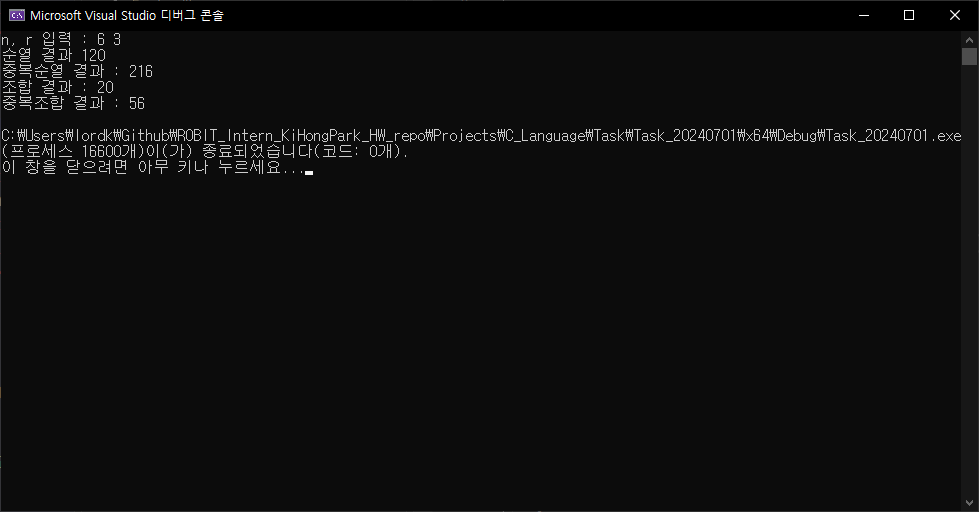 Microsoft Visual Studio 디버그 콘솔
n, r 입력 : 6 3
순열 결과 120
중복순열 결과 : 216
조합 결과 : 20
중복조합 결과 : 56
C:₩Users₩lordk₩Github₩ROBIT_Intern_KiHongPark_HW_repo₩Projects₩C_Language₩Task₩Task_20240701₩x64₩Debug₩Task_20240701.exe
(프로세스 16600개)이(가) 종료되었습니다(코드: 0개).
이 창을 닫으려면 아무 키나 누르세요...